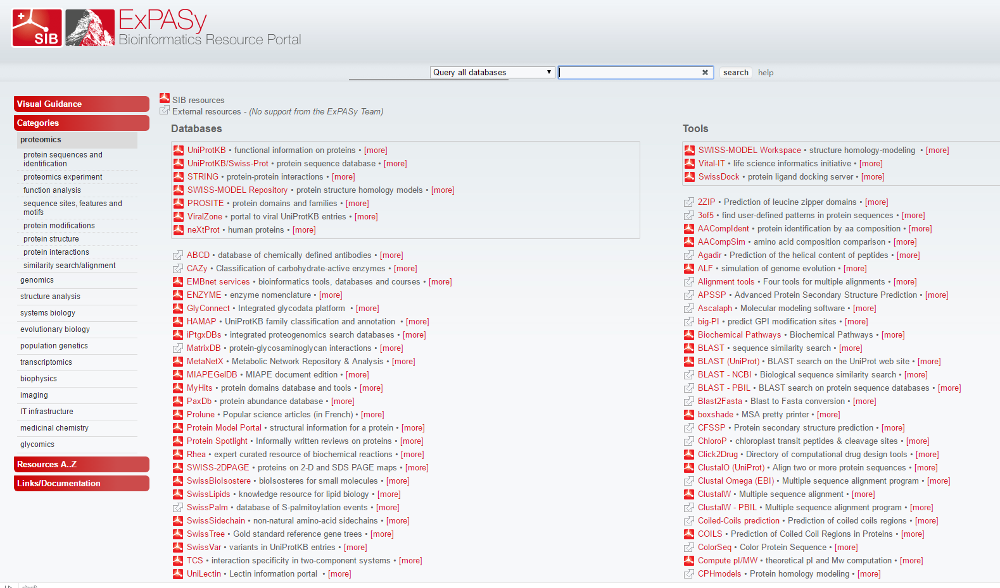 SIB
ExPASy
Bioinformatics Resource Portal
Query all databases
search
help
Visual Guidance
Categories
proteomics
protein sequences and
identification
proteomics experiment
function analysis
sequence sites, features and
motifs
protein modifications
protein structure
protein interactions
similarity search/alignment
genomics
structure analysis
systems biology
evolutionary biology
population genetics
transcriptomics
biophysics
imaging
IT infrastructure
medicinal chemistry
glycomics
Resources A..Z
Links/Documentation
SIB resources
External resources - (No support from the ExPASy Team)
Databases
UniProtKB • functional information on proteins • [more]
UniProtKB/Swiss-Prot • protein sequence database • [more]
STRING • protein-protein interactions • [more]
SWISS-MODEL Repository • protein structure homology models • [more]
PROSITE • protein domains and families • [more]
ViralZone • portal to viral UniProtKB entries • [more]
neXtProt • human proteins • [more]
ABCD • database of chemically defined antibodies • [more]
CAZy • Classification of carbohydrate-active enzymes • [more]
EMBnet services • bioinformatics tools, databases and courses • [more]
ENZYME • enzyme nomenclature • [more]
GlyConnect • Integrated glycodata platform • [more]
HAMAP • UniProtKB family classification and annotation • [more]
iPtgxDBs • integrated proteogenomics search databases • [more]
MatrixDB • protein-glycosaminoglycan interactions • [more]
MetaNetX • Metabolic Network Repository & Analysis • [more]
MIAPEGelDB • MIAPE document edition • [more]
MyHits • protein domains database and tools • [more]
PaxDb • protein abundance database • [more]
Prolune • Popular science articles (in French) • [more]
Protein Model Portal • structural information for a protein • [more]
Protein Spotlight • Informally written reviews on proteins • [more]
Rhea • expert curated resource of biochemical reactions • [more]
SWISS-2DPAGE • proteins on 2-D and SDS PAGE maps • [more]
SwissBioIsostere • bioIsosteres for small molecules • [more]
SwissLipids • knowledge resource for lipid biology • [more]
SwissPalm • database of S-palmitoylation events • [more]
SwissSidechain • non-natural amino-acid sidechains • [more]
SwissTree • Gold standard reference gene trees • [more]
SwissVar • variants in UniProtKB entries • [more]
TCS • interaction specificity in two-component systems • [more]
UniLectin • Lectin information portal • [more]
Tools
SWISS-MODEL Workspace • structure homology-modeling • [more]
Vital-IT • life science informatics initiative • [more]
SwissDock • protein ligand docking server • [more]
2ZIP • Prediction of leucine zipper domains • [more]
3of5 • find user-defined patterns in protein sequences • [more]
AACompIdent • protein identification by aa composition • [more]
AACompSim • amino acid composition comparison • [more]
Agadir • Prediction of the helical content of peptides • [more]
ALF • simulation of genome evolution • [more]
Alignment tools • Four tools for multiple alignments • [more]
APSSP • Advanced Protein Secondary Structure Prediction • [more]
Ascalaph • Molecular modeling software • [more]
big-PI • predict GPI modification sites • [more]
Biochemical Pathways • Biochemical Pathways • [more]
BLAST • sequence similarity search • [more]
BLAST (UniProt) • BLAST search on the UniProt web site • [more]
BLAST - NCBI • Biological sequence similarity search • [more]
BLAST - PBIL • BLAST search on protein sequence databases • [more]
Blast2Fasta • Blast to Fasta conversion • [more]
boxshade • MSA pretty printer • [more]
CFSSP • Protein secondary structure prediction • [more]
ChloroP • chloroplast transit peptides & cleavage sites • [more]
Click2Drug • Directory of computational drug design tools • [more]
ClustalO (UniProt) • Align two or more protein sequences • [more]
Clustal Omega (EBI) • Multiple sequence alignment program • [more]
ClustalW • Multiple sequence alignment • [more]
ClustalW - PBIL • Multiple sequence alignment program • [more]
Coiled-Coils prediction • Prediction of coiled coils regions • [more]
COILS • Prediction of Coiled Coil Regions in Proteins • [more]
ColorSeq • Color Protein Sequence • [more]
Compute pI/MW • theoretical pI and Mw computation • [more]
CPHmodels • Protein homology modeling • [more]